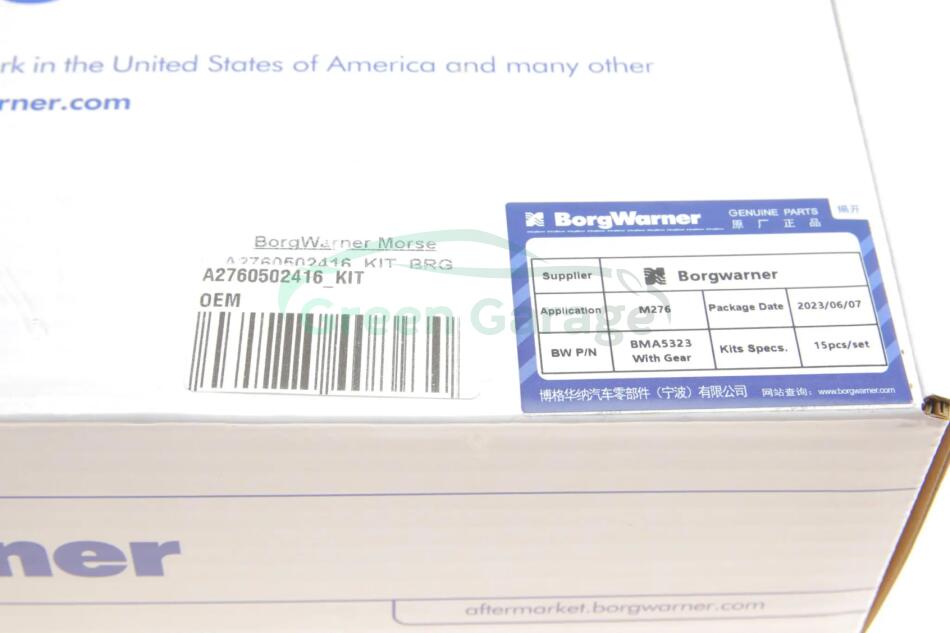 rk in the United States of America and many other
rner.com
BorgWarner Morse
A2760502416_KIT_BRG
A2760502416_KIT
OEM
Green Garage
BorgWarner
GENUINE PARTS
原厂正品
揭开
Supplier Borgwarner
Application M276 Package Date 2023/06/07
BW P/N BMA5323 With Gear Kits Specs. 15pcs/set
博格华纳汽车零部件（宁波）有限公司 网站查询：www.borgwarner.com
ner
aftermarket.borgwarner.com